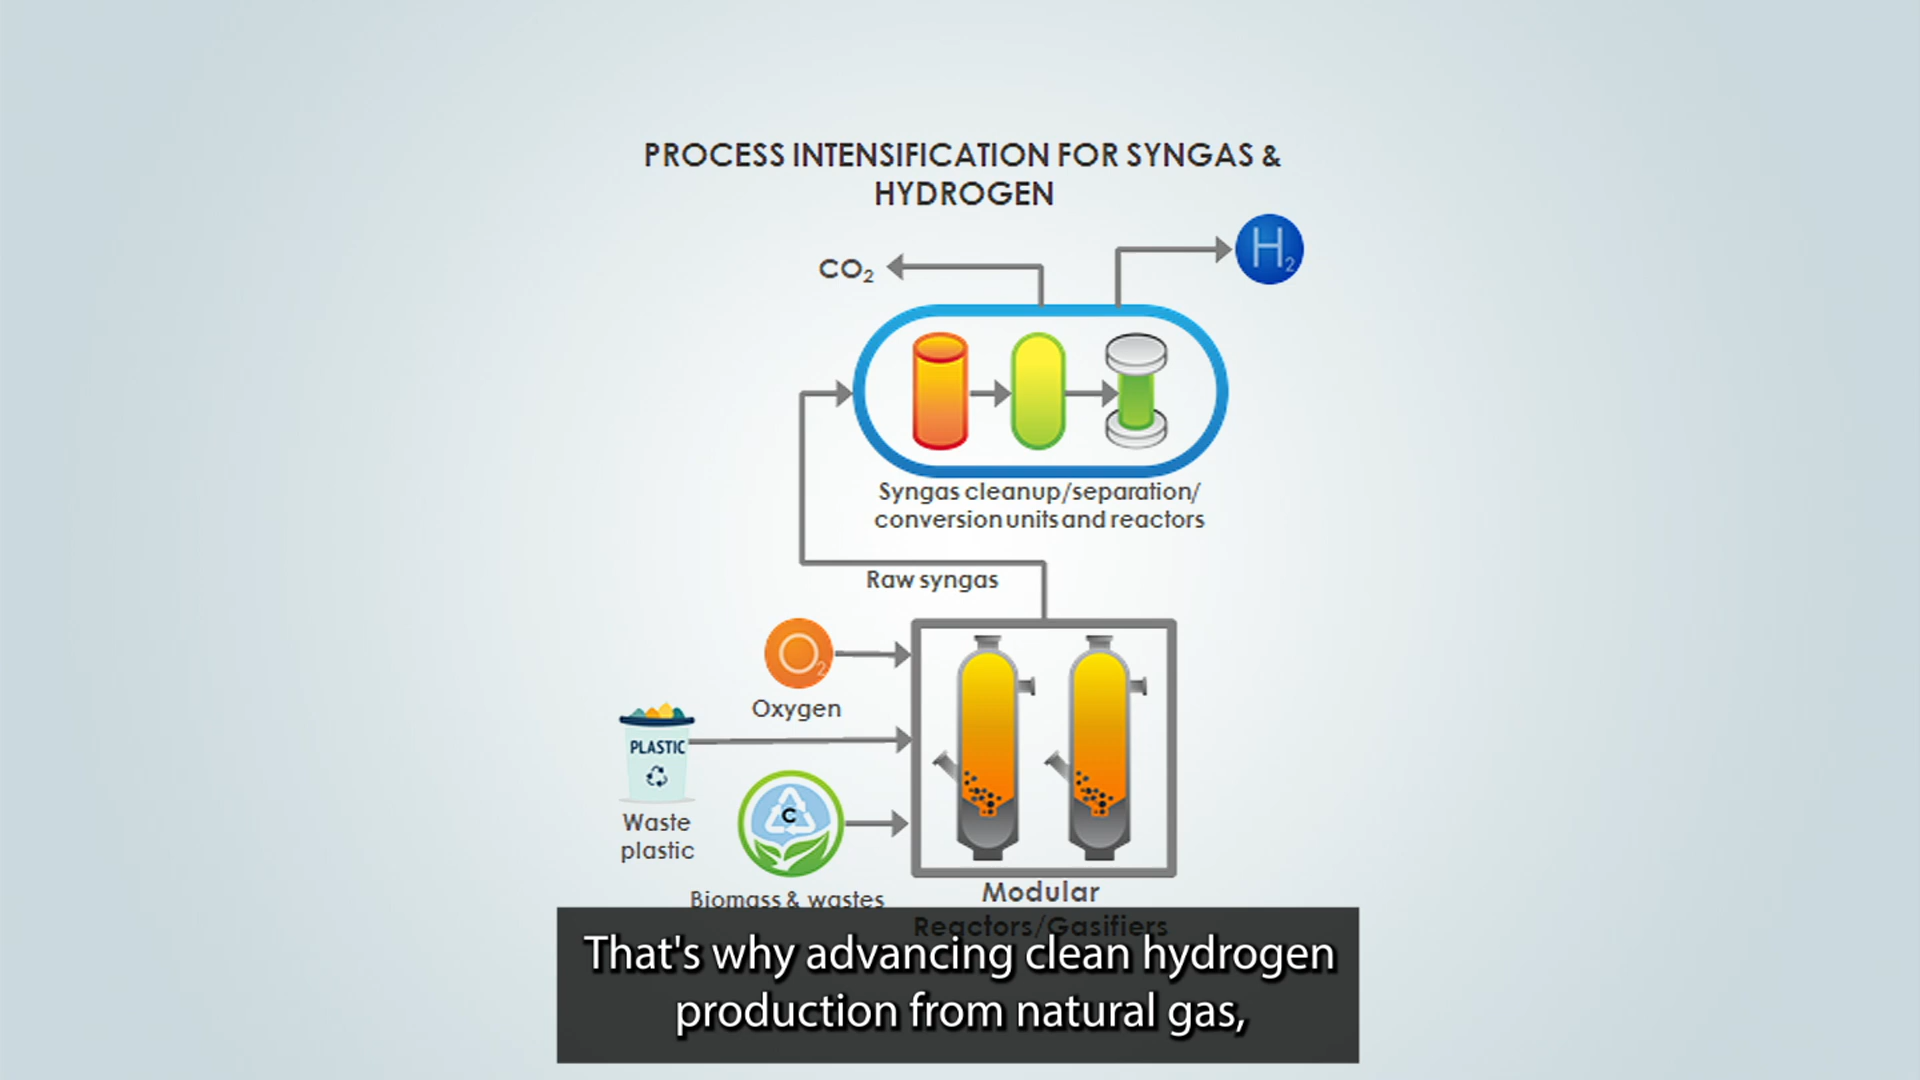 PROCESS INTENSIFICATION FOR SYNGAS &
HYDROGEN
CO₂
H₂
Syngas cleanup/separation/
conversion units and reactors
Raw syngas
O₂
Oxygen
PLASTIC
Waste
plastic
C
Biomass & wastes
Modular
Reactors/Gasifiers
That's why advancing clean hydrogen
production from natural gas,